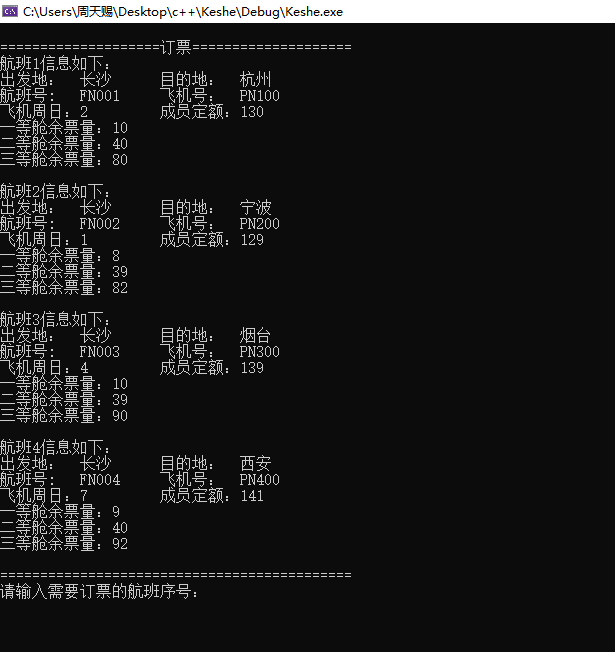 C:\Users\周天赐\Desktop\c++\Keshe\Debug\Keshe.exe
====================订票====================
航班1信息如下：
出发地： 长沙 目的地： 杭州
航班号： FN001 飞机号： PN100
飞机周日：2 成员定额：130
一等舱余票量：10
二等舱余票量：40
三等舱余票量：80
航班2信息如下：
出发地： 长沙 目的地： 宁波
航班号： FN002 飞机号： PN200
飞机周日：1 成员定额：129
一等舱余票量：8
二等舱余票量：39
三等舱余票量：82
航班3信息如下：
出发地： 长沙 目的地： 烟台
航班号： FN003 飞机号： PN300
飞机周日：4 成员定额：139
一等舱余票量：10
二等舱余票量：39
三等舱余票量：90
航班4信息如下：
出发地： 长沙 目的地： 西安
航班号： FN004 飞机号： PN400
飞机周日：7 成员定额：141
一等舱余票量：9
二等舱余票量：40
三等舱余票量：92
============================================
请输入需要订票的航班序号：